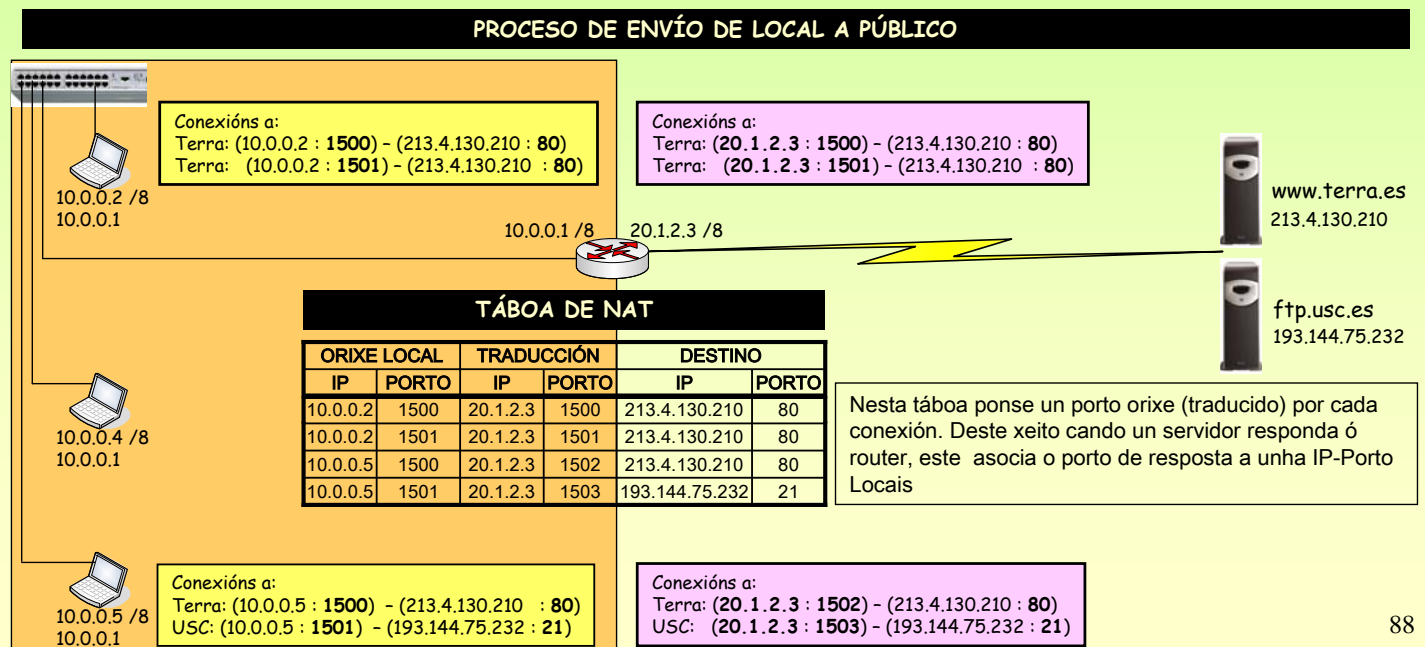 PROCESO DE ENVÍO DE LOCAL A PÚBLICO
Conexións a:
Terra: (10.0.0.2 : 1500) – (213.4.130.210 : 80)
Terra: (10.0.0.2 : 1501) – (213.4.130.210 : 80)
Conexións a:
Terra: (20.1.2.3 : 1500) – (213.4.130.210 : 80)
Terra: (20.1.2.3 : 1501) – (213.4.130.210 : 80)
10.0.0.2 /8
10.0.0.1
10.0.0.1 /8
20.1.2.3 /8
www.terra.es
213.4.130.210
TÁBOA DE NAT
ftp.usc.es
193.144.75.232
ORIXE LOCAL TRADUCCIÓN DESTINO
IP PORTO IP PORTO IP PORTO
10.0.0.2 1500 20.1.2.3 1500 213.4.130.210 80
10.0.0.2 1501 20.1.2.3 1501 213.4.130.210 80
10.0.0.5 1500 20.1.2.3 1502 213.4.130.210 80
10.0.0.5 1501 20.1.2.3 1503 193.144.75.232 21
10.0.0.4 /8
10.0.0.1
Nesta táboa ponse un porto orixe (traducido) por cada
conexión. Deste xeito cando un servidor responda ó
router, este asocia o porto de resposta a unha IP-Porto
Locais
10.0.0.5 /8
10.0.0.1
Conexións a:
Terra: (10.0.0.5 : 1500) – (213.4.130.210 : 80)
USC: (10.0.0.5 : 1501) – (193.144.75.232 : 21)
Conexións a:
Terra: (20.1.2.3 : 1502) – (213.4.130.210 : 80)
USC: (20.1.2.3 : 1503) – (193.144.75.232 : 21)
88